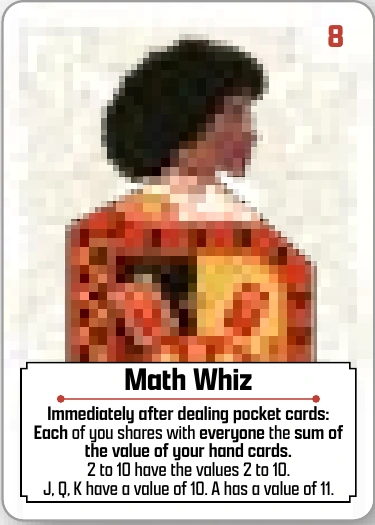 8
Math Whiz
Immediately after dealing pocket cards:
Each of you shares with everyone the sum of
the value of your hand cards.
2 to 10 have the values 2 to 10.
J, Q, K have a value of 10. A has a value of 11.